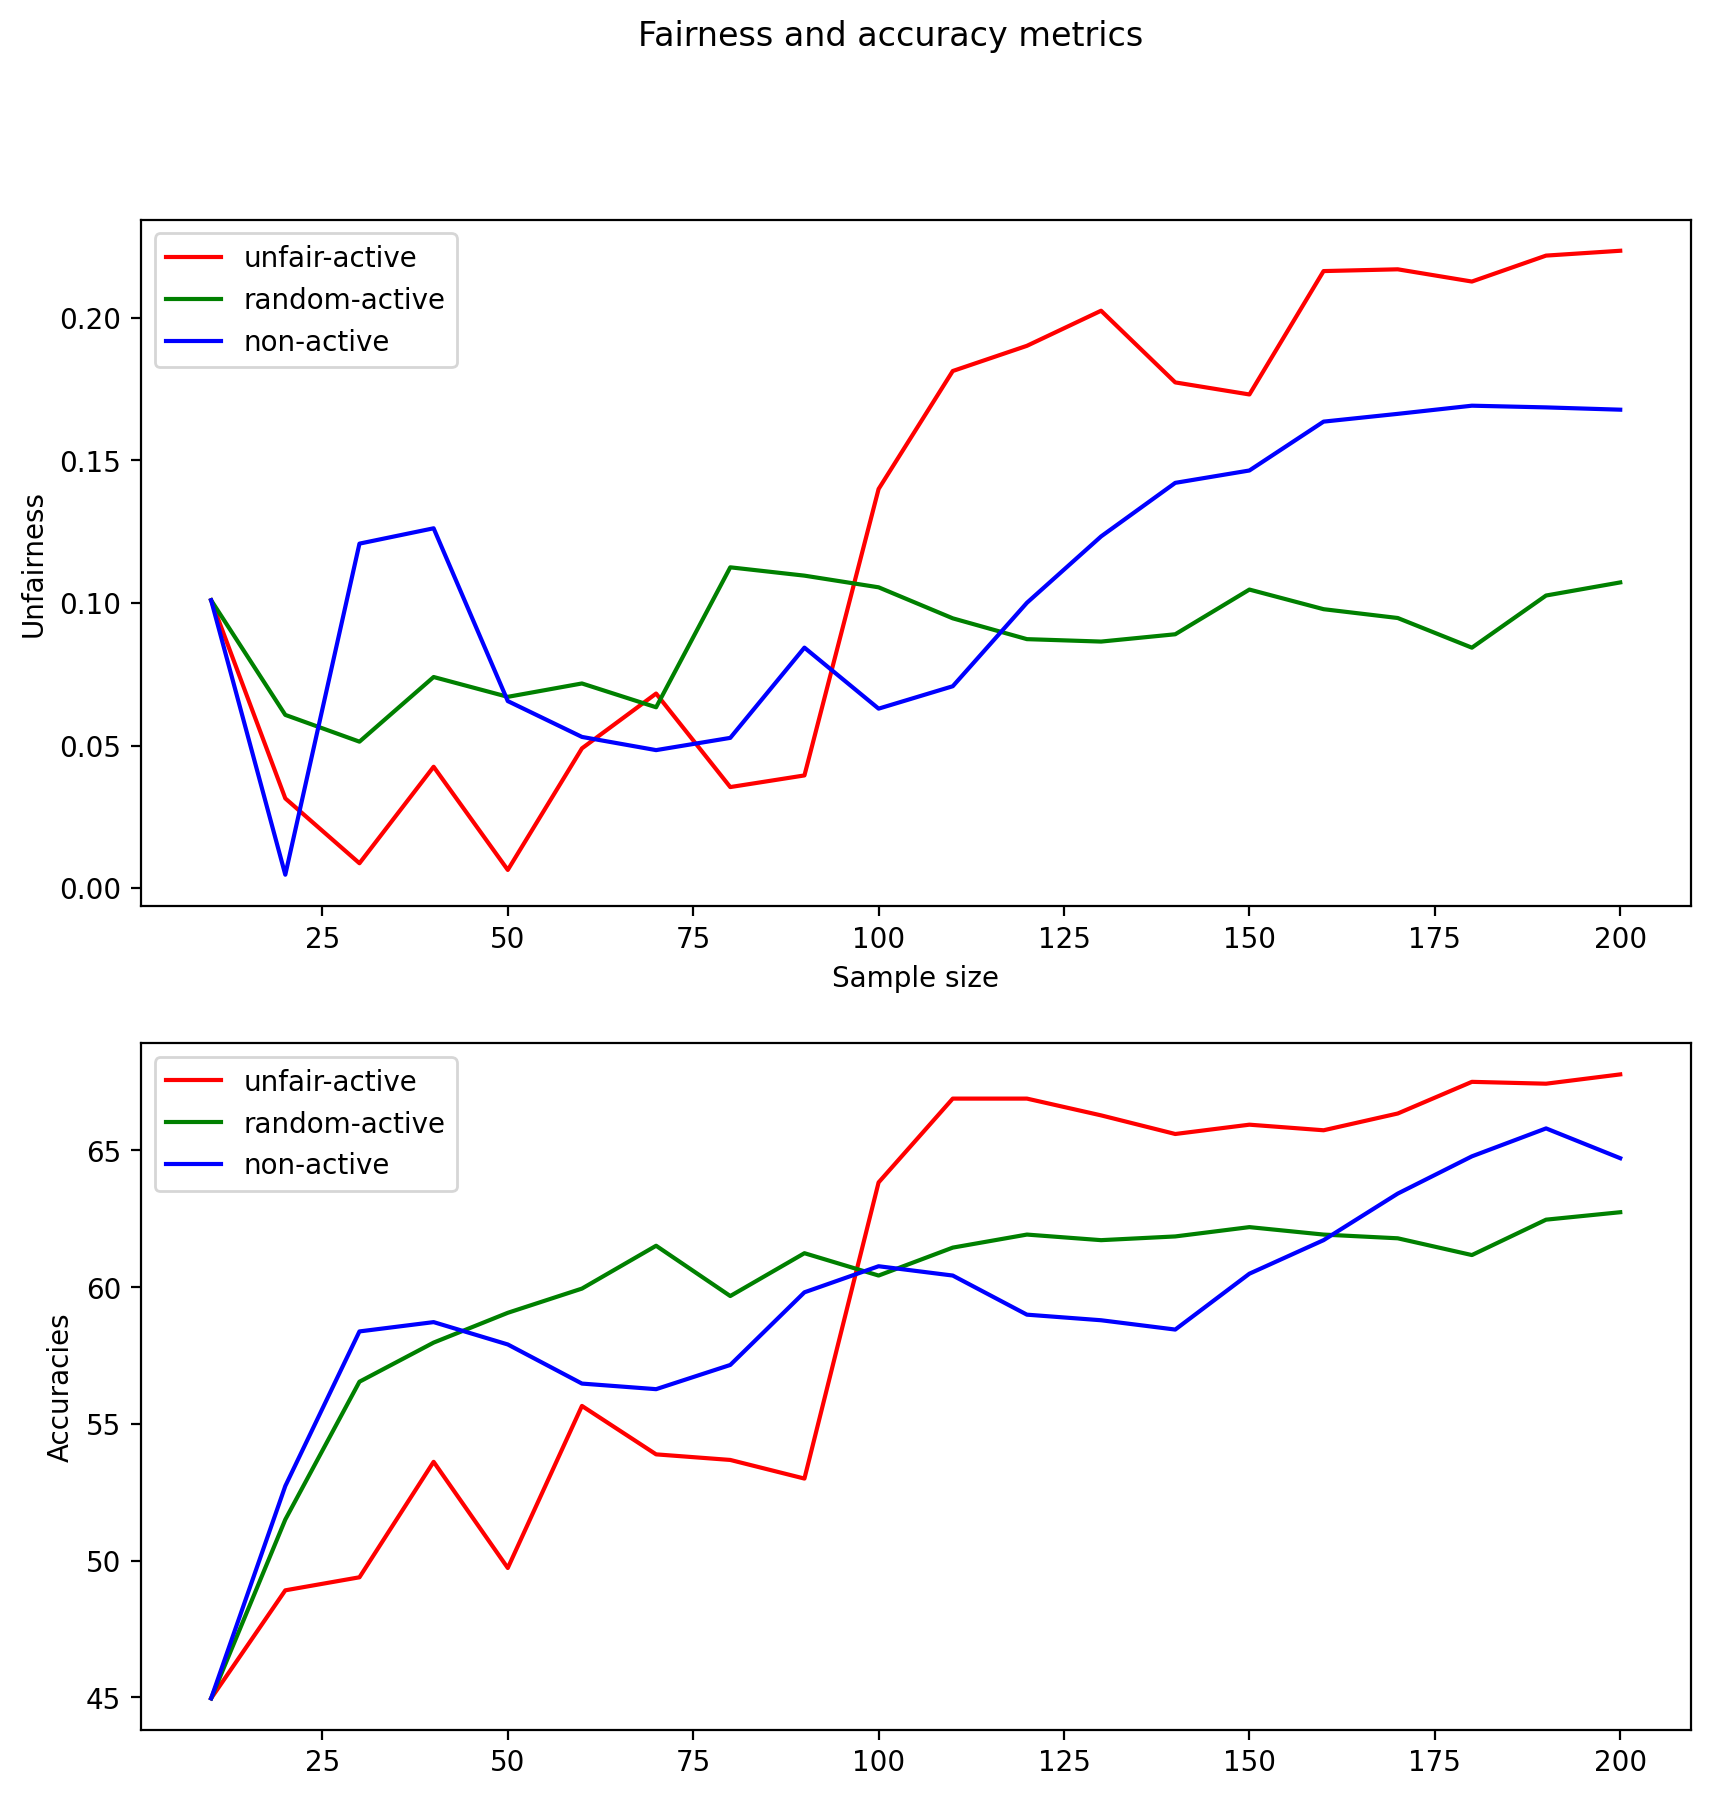 Fairness and accuracy metrics
unfair-active
random-active
non-active
0.20
0.15
0.10
0.05
0.00
Unfairness
25 50 75 100 125 150 175 200
Sample size
unfair-active
random-active
non-active
65
60
55
50
45
Accuracies
25 50 75 100 125 150 175 200